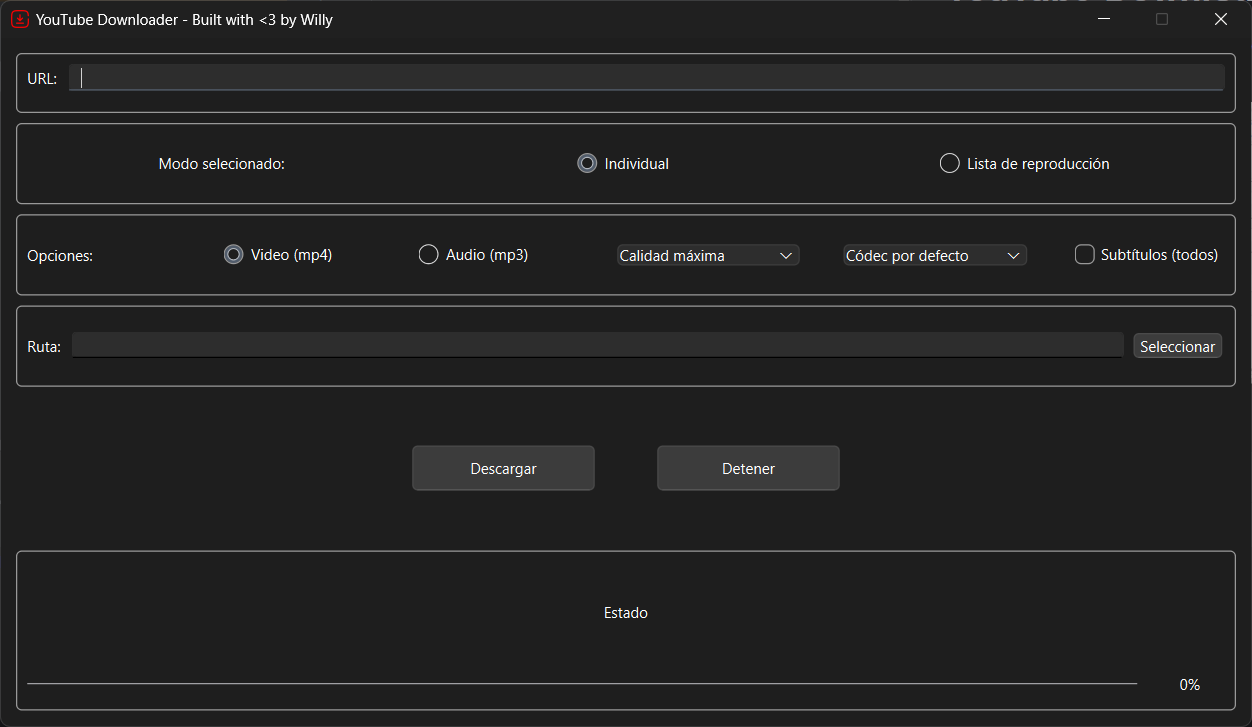 YouTube Downloader - Built with <3 by Willy
URL:
Modo selecionado: Individual Lista de reproducción
Opciones: Video (mp4) Audio (mp3) Calidad máxima Códec por defecto Subtítulos (todos)
Ruta: Seleccionar
Descargar Detener
Estado
0%